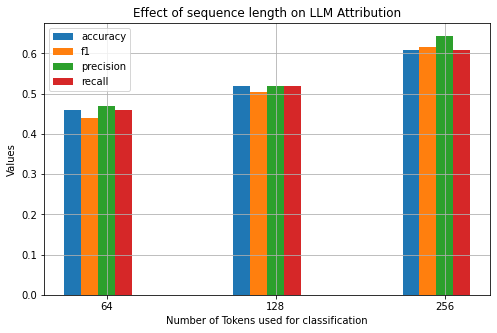 Effect of sequence length on LLM Attribution
accuracy
f1
precision
recall
0.6
0.5
0.4
0.3
0.2
0.1
0.0
Values
64 128 256
Number of Tokens used for classification